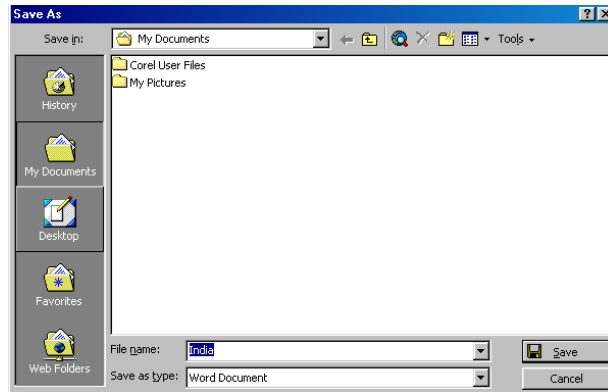 Save As
Save in:
My Documents
Tools
History
My Documents
Desktop
Favorites
Web Folders
Corel User Files
My Pictures
File name:
India
Save
Save as type:
Word Document
Cancel